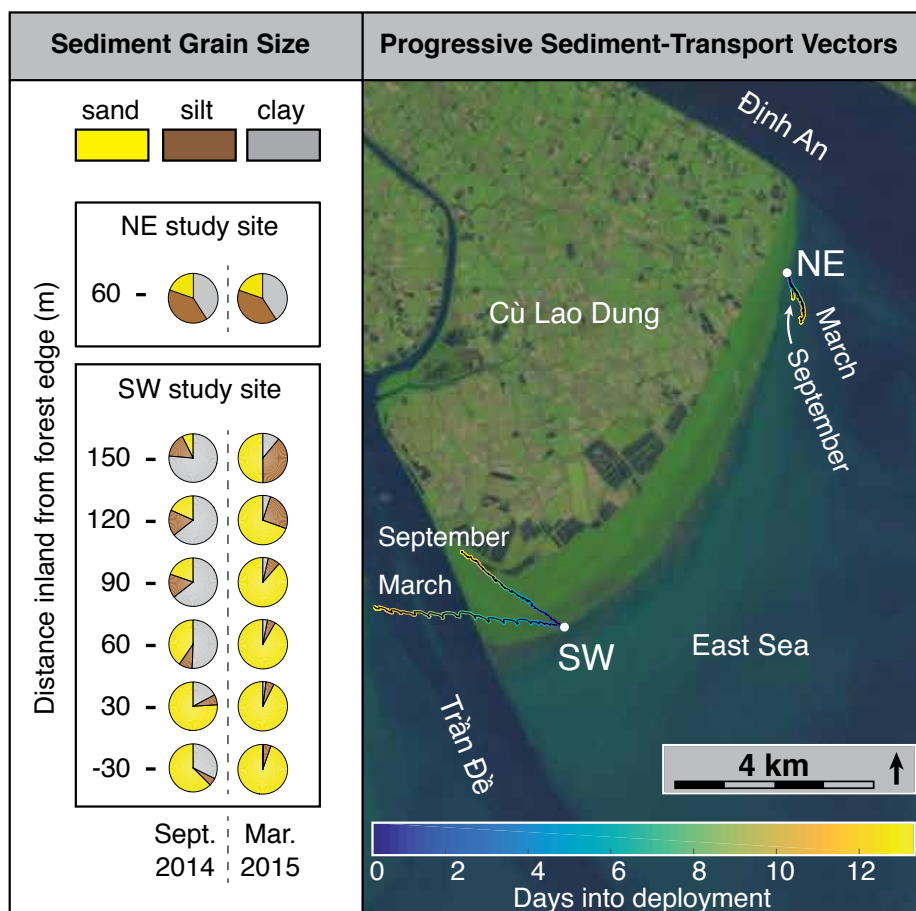 Sediment Grain Size
Progressive Sediment-Transport Vectors
sand silt clay
NE study site
60 -
SW study site
150 -
120 -
90 -
60 -
30 -
-30 -
Distance inland from forest edge (m)
Sept. Mar.
2014 2015
Định An
NE
March
September
Cù Lao Dung
September
March
SW
East Sea
Trần Đề
4 km
0 2 4 6 8 10 12
Days into deployment